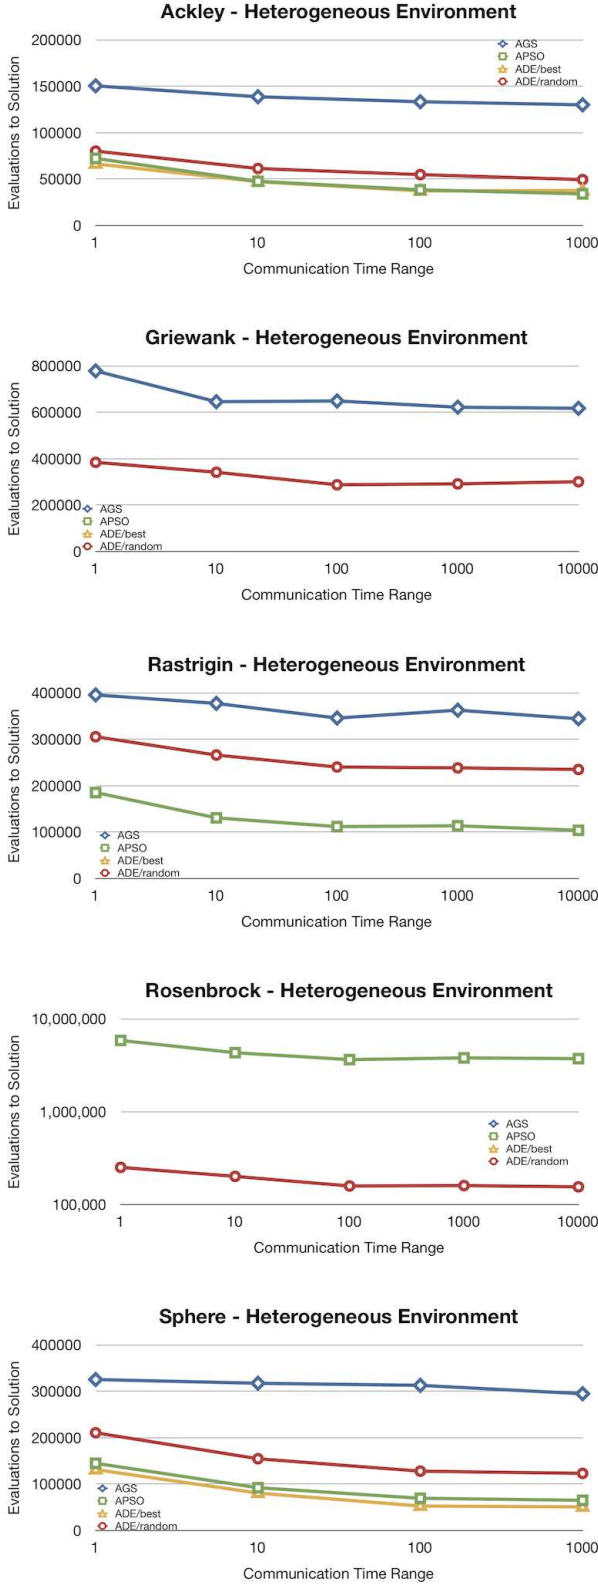 Ackley - Heterogeneous Environment
Evaluations to Solution
200000
150000
100000
50000
0
AGS
APSO
ADE/best
ADE/random
1 10 100 1000
Communication Time Range
Griewank - Heterogeneous Environment
Evaluations to Solution
800000
600000
400000
200000
0
AGS
APSO
ADE/best
ADE/random
1 10 100 1000 10000
Communication Time Range
Rastrigin - Heterogeneous Environment
Evaluations to Solution
400000
300000
200000
100000
0
AGS
APSO
ADE/best
ADE/random
1 10 100 1000 10000
Communication Time Range
Rosenbrock - Heterogeneous Environment
Evaluations to Solution
10,000,000
1,000,000
100,000
AGS
APSO
ADE/best
ADE/random
1 10 100 1000 10000
Communication Time Range
Sphere - Heterogeneous Environment
Evaluations to Solution
400000
300000
200000
100000
0
AGS
APSO
ADE/best
ADE/random
1 10 100 1000
Communication Time Range